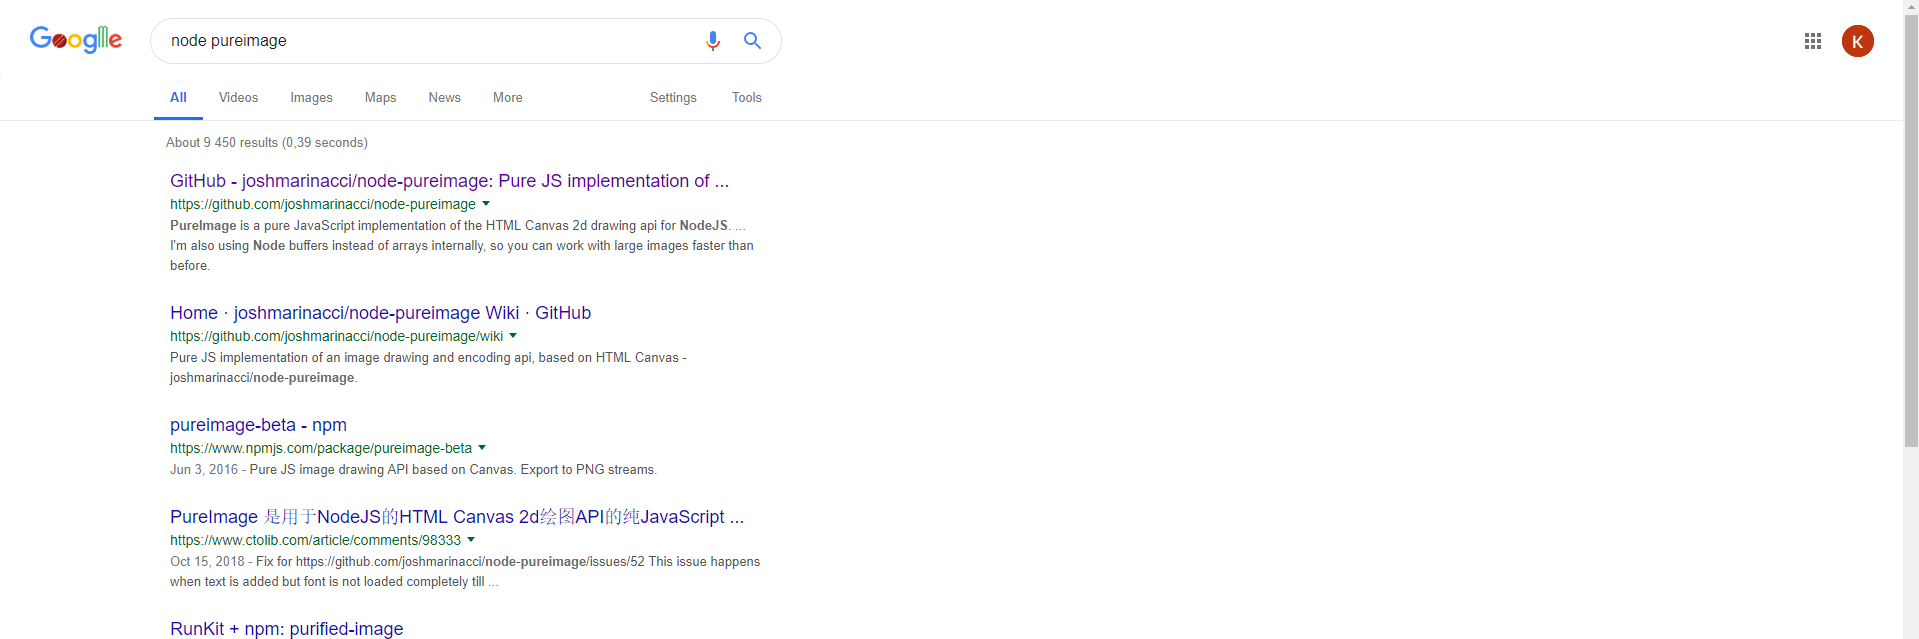 Googlle
node pureimage
K
All Videos Images Maps News More Settings Tools
About 9 450 results (0,39 seconds)
GitHub - joshmarinacci/node-pureimage: Pure JS implementation of ...
https://github.com/joshmarinacci/node-pureimage
PureImage is a pure JavaScript implementation of the HTML Canvas 2d drawing api for NodeJS. ...
I'm also using Node buffers instead of arrays internally, so you can work with large images faster than
before.
Home · joshmarinacci/node-pureimage Wiki · GitHub
https://github.com/joshmarinacci/node-pureimage/wiki
Pure JS implementation of an image drawing and encoding api, based on HTML Canvas -
joshmarinacci/node-pureimage.
pureimage-beta - npm
https://www.npmjs.com/package/pureimage-beta
Jun 3, 2016 - Pure JS image drawing API based on Canvas. Export to PNG streams.
PureImage 是用于NodeJS的HTML Canvas 2d绘图API的纯JavaScript ...
https://www.ctolib.com/article/comments/98333
Oct 15, 2018 - Fix for https://github.com/joshmarinacci/node-pureimage/issues/52 This issue happens
when text is added but font is not loaded completely till ...
RunKit + npm: purified-image